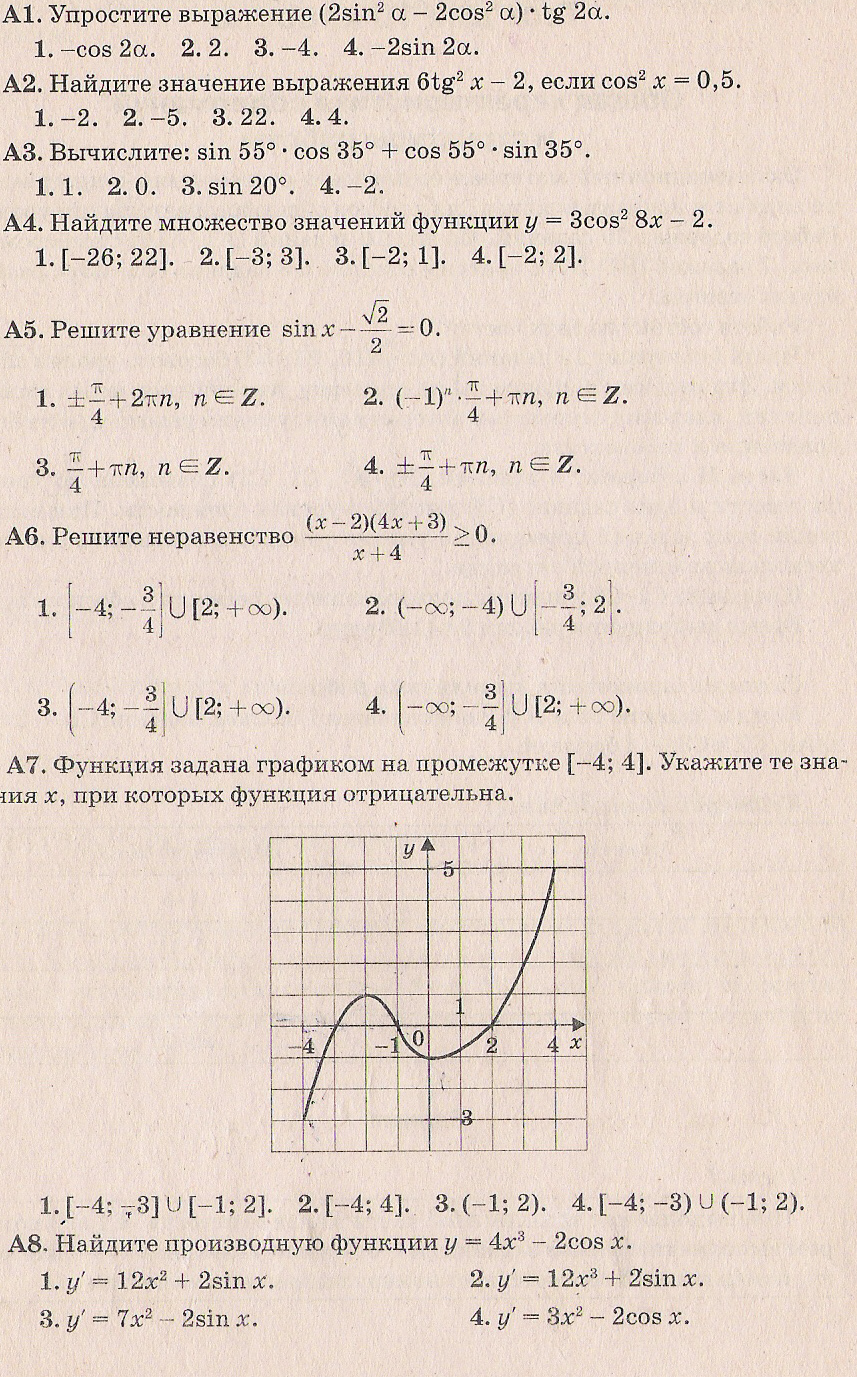 А1. Упростите выражение (2sin² α − 2cos² α) · tg 2α.
1. −cos 2α. 2. 2. 3. −4. 4. −2sin 2α.
А2. Найдите значение выражения 6tg² x − 2, если cos² x = 0,5.
1. −2. 2. −5. 3. 22. 4. 4.
А3. Вычислите: sin 55° · cos 35° + cos 55° · sin 35°.
1. 1. 2. 0. 3. sin 20°. 4. −2.
А4. Найдите множество значений функции y = 3cos² 8x − 2.
1. [−26; 22]. 2. [−3; 3]. 3. [−2; 1]. 4. [−2; 2].
А5. Решите уравнение sin x − √2/2 = 0.
1. ±π/4 + 2πn, n ∈ Z. 2. (−1)ⁿ · π/4 + πn, n ∈ Z.
3. π/4 + πn, n ∈ Z. 4. ±π/4 + πn, n ∈ Z.
А6. Решите неравенство (x − 2)(4x + 3)/x + 4 ≥ 0.
1. [−4; −3/4] ∪ [2; +∞). 2. (−∞; −4) ∪ [−3/4; 2].
3. (−4; −3/4] ∪ [2; +∞). 4. (−∞; −3/4] ∪ [2; +∞).
А7. Функция задана графиком на промежутке [−4; 4]. Укажите те зна-
ния x, при которых функция отрицательна.
y
5
1
−4 −1 0 2 4 x
3
1. [−4; −3] ∪ [−1; 2]. 2. [−4; 4]. 3. (−1; 2). 4. [−4; −3) ∪ (−1; 2).
А8. Найдите производную функции y = 4x³ − 2cos x.
1. y′ = 12x² + 2sin x. 2. y′ = 12x³ + 2sin x.
3. y′ = 7x² − 2sin x. 4. y′ = 3x² − 2cos x.